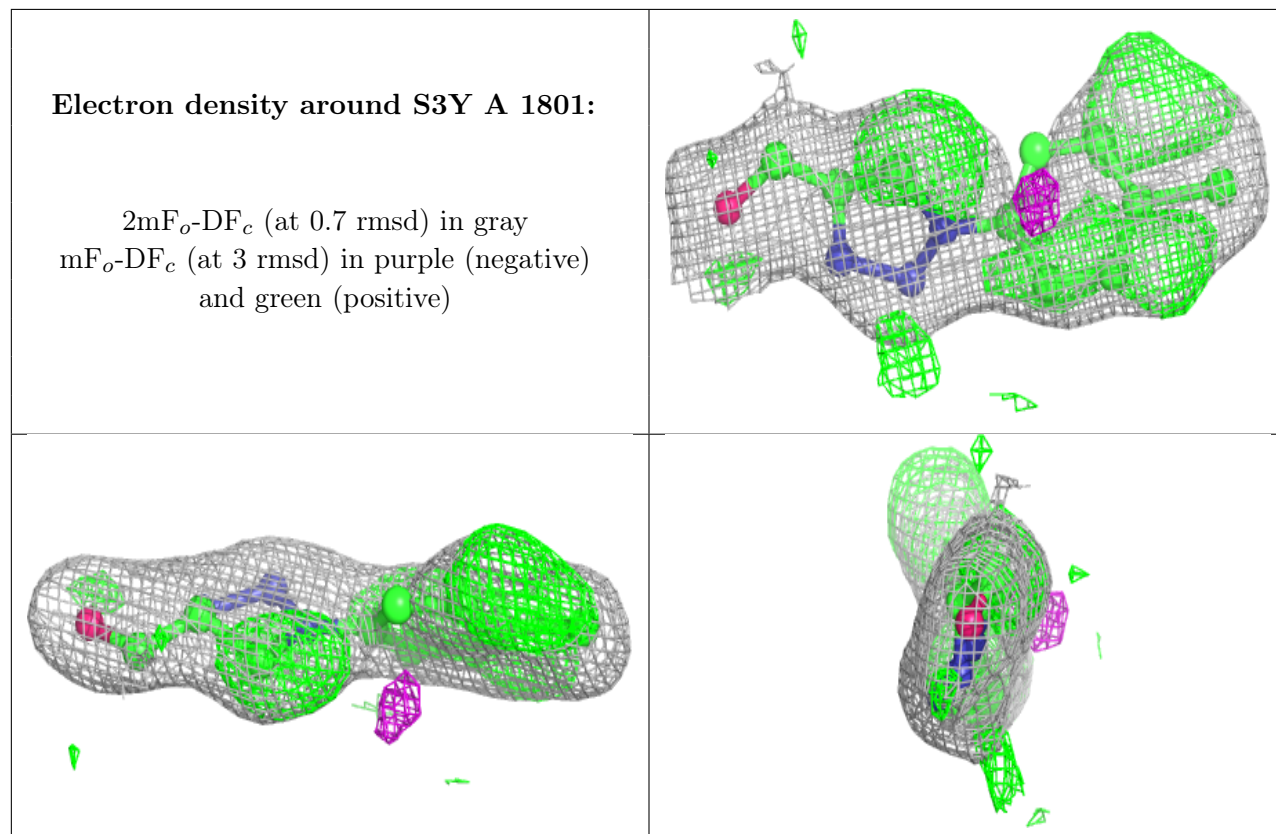 Electron density around S3Y A 1801:
2mFₒ-DF𝒸 (at 0.7 rmsd) in gray
mFₒ-DF𝒸 (at 3 rmsd) in purple (negative)
and green (positive)